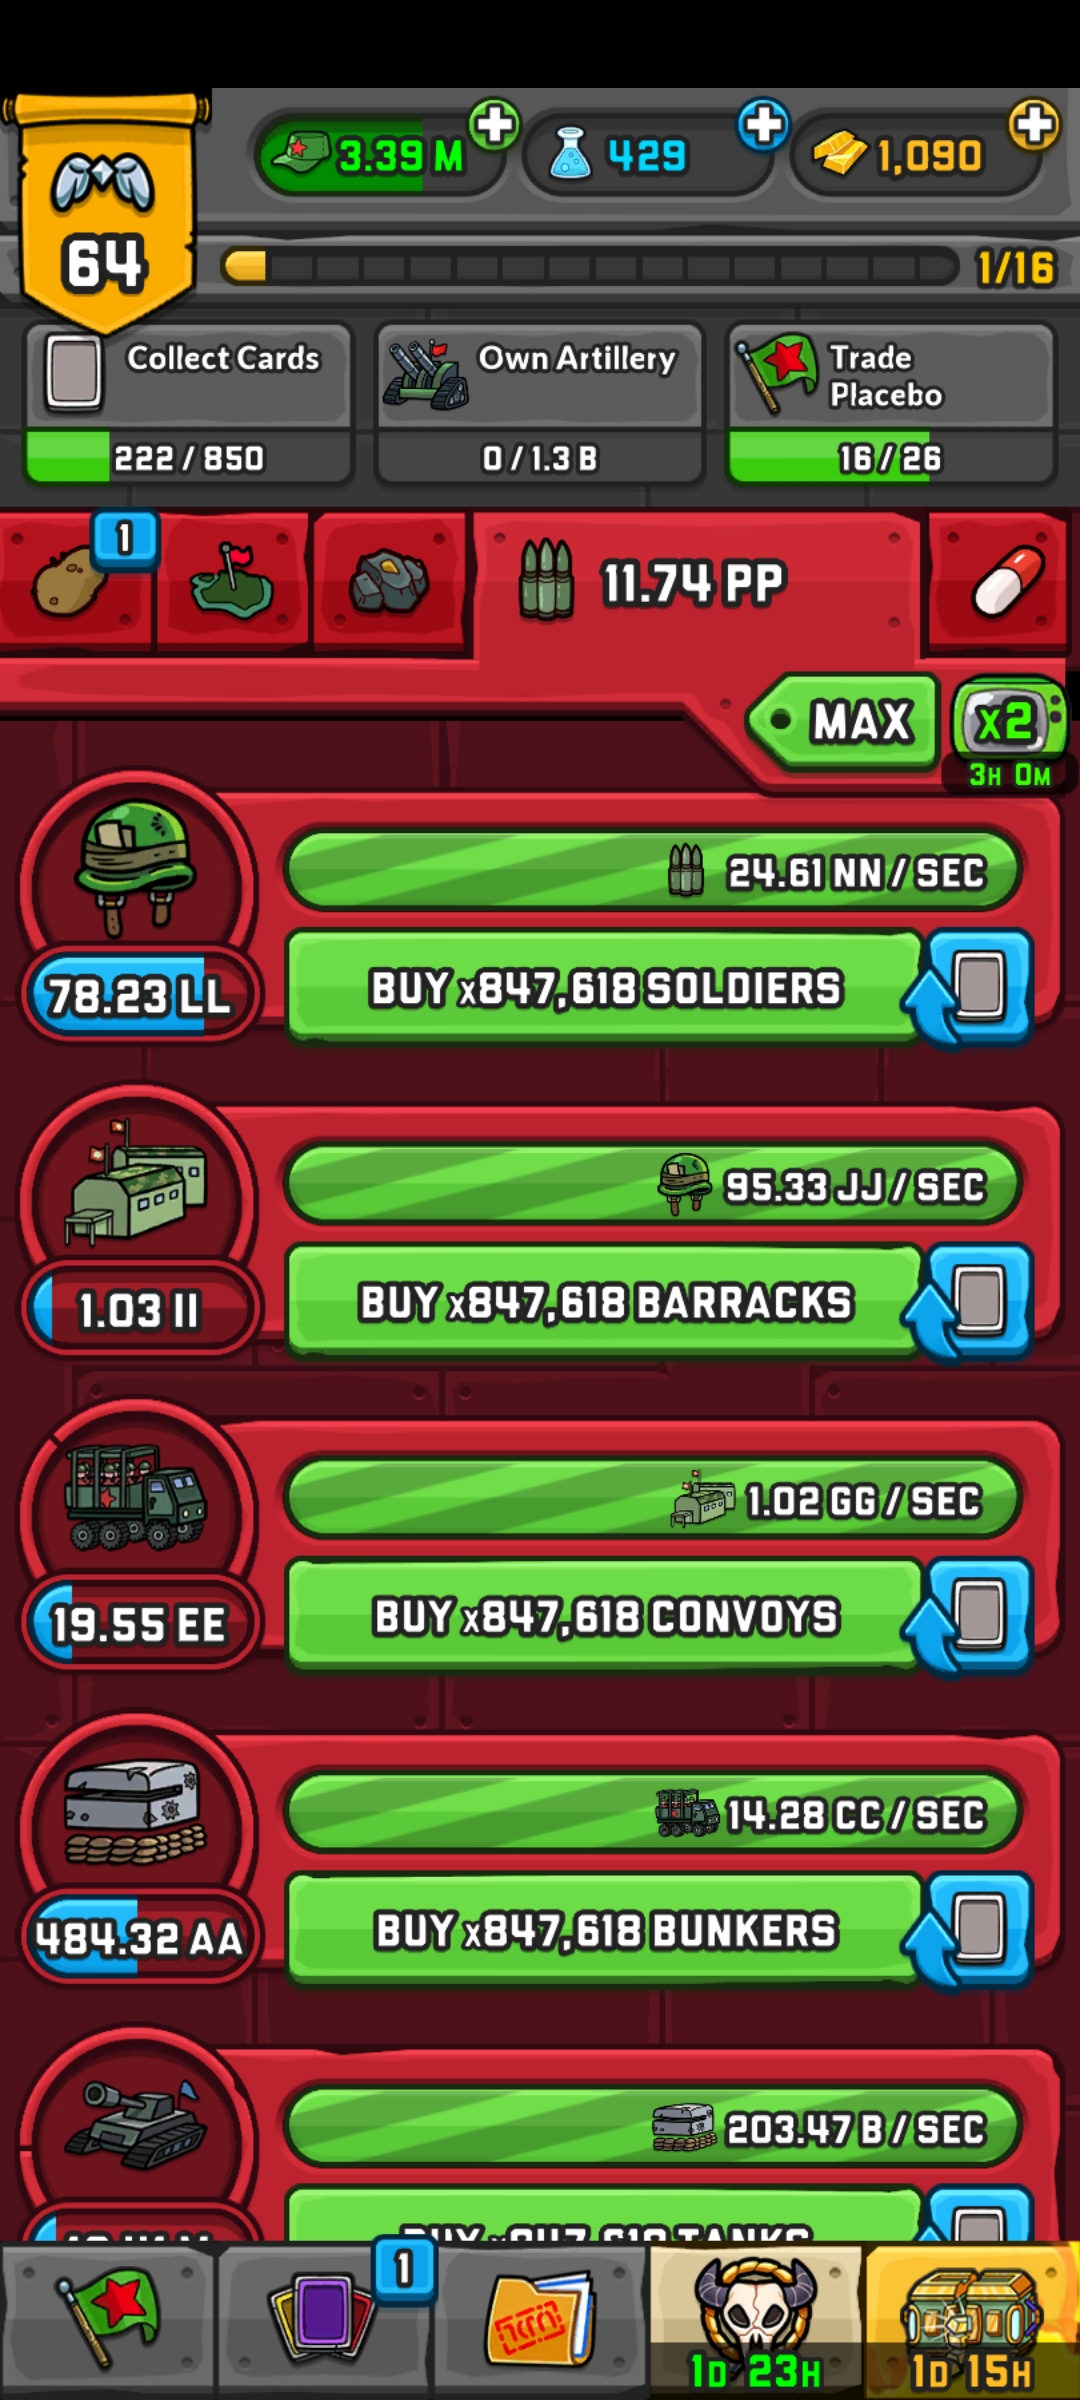 3.39 M
429
1,090
64
1/16
Collect Cards
222 / 850
Own Artillery
0 / 1.3 B
Trade
Placebo
16 / 26
1
11.74 PP
MAX
x2
3H 0M
24.61 NN / SEC
78.23 LL
BUY x847,618 SOLDIERS
95.33 JJ / SEC
1.03 II
BUY x847,618 BARRACKS
1.02 GG / SEC
19.55 EE
BUY x847,618 CONVOYS
14.28 CC / SEC
484.32 AA
BUY x847,618 BUNKERS
203.47 B / SEC
BUY x847,618 TANKS
1
1D 23H
1D 15H